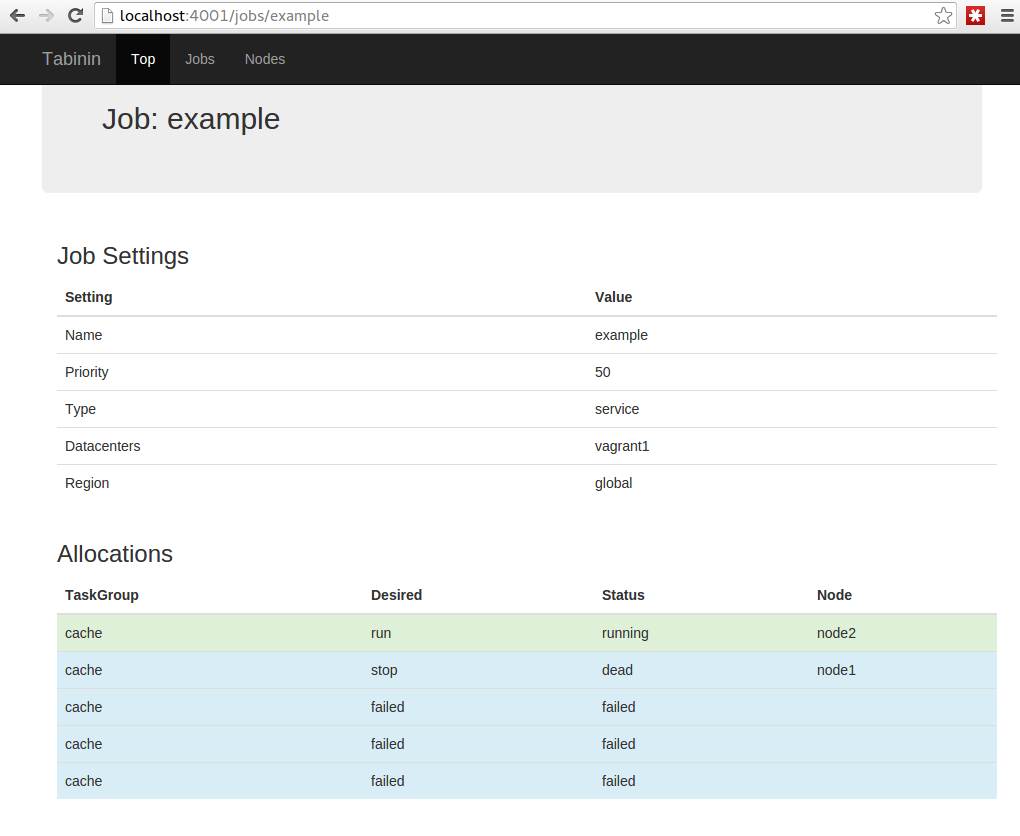 localhost:4001/jobs/example
Tabinin Top Jobs Nodes
Job: example
Job Settings
Setting Value
Name example
Priority 50
Type service
Datacenters vagrant1
Region global
Allocations
TaskGroup Desired Status Node
cache run running node2
cache stop dead node1
cache failed failed
cache failed failed
cache failed failed